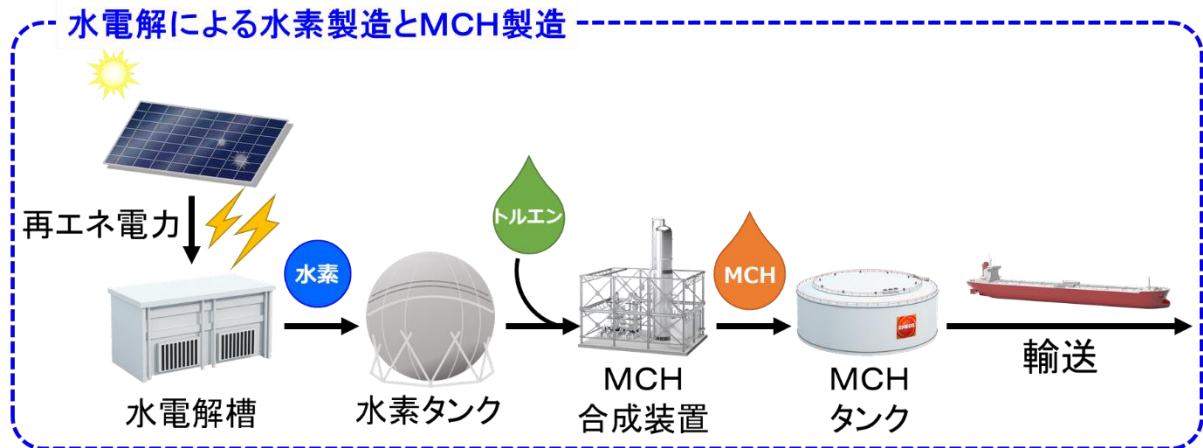 水電解による水素製造とMCH製造
再エネ電力
水素
トルエン
MCH
水電解槽
水素タンク
MCH
合成装置
ENEOS
MCH
タンク
輸送